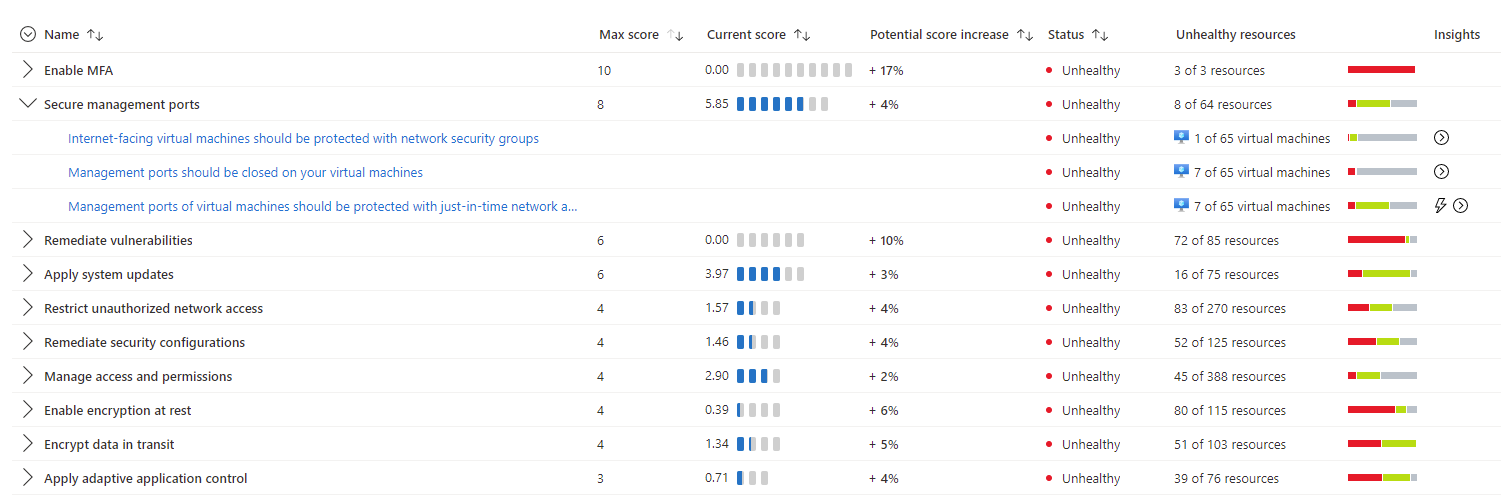 Name Max score Current score Potential score increase Status Unhealthy resources Insights
Enable MFA 10 0.00 + 17% Unhealthy 3 of 3 resources
Secure management ports 8 5.85 + 4% Unhealthy 8 of 64 resources
Internet-facing virtual machines should be protected with network security groups Unhealthy 1 of 65 virtual machines
Management ports should be closed on your virtual machines Unhealthy 7 of 65 virtual machines
Management ports of virtual machines should be protected with just-in-time network a... Unhealthy 7 of 65 virtual machines
Remediate vulnerabilities 6 0.00 + 10% Unhealthy 72 of 85 resources
Apply system updates 6 3.97 + 3% Unhealthy 16 of 75 resources
Restrict unauthorized network access 4 1.57 + 4% Unhealthy 83 of 270 resources
Remediate security configurations 4 1.46 + 4% Unhealthy 52 of 125 resources
Manage access and permissions 4 2.90 + 2% Unhealthy 45 of 388 resources
Enable encryption at rest 4 0.39 + 6% Unhealthy 80 of 115 resources
Encrypt data in transit 4 1.34 + 5% Unhealthy 51 of 103 resources
Apply adaptive application control 3 0.71 + 4% Unhealthy 39 of 76 resources